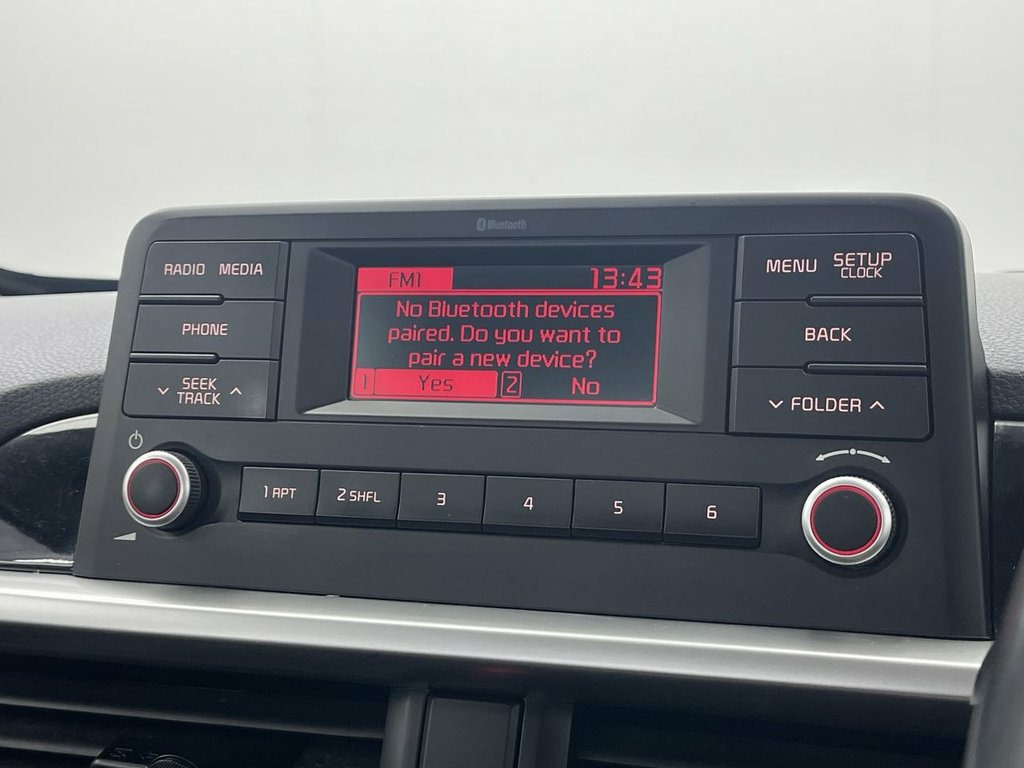 Bluetooth
RADIO MEDIA
PHONE
SEEK
TRACK
FM1 13:43
No Bluetooth devices
paired. Do you want to
pair a new device?
1 Yes 2 No
MENU SETUP
CLOCK
BACK
FOLDER
1 RPT 2 SHFL 3 4 5 6